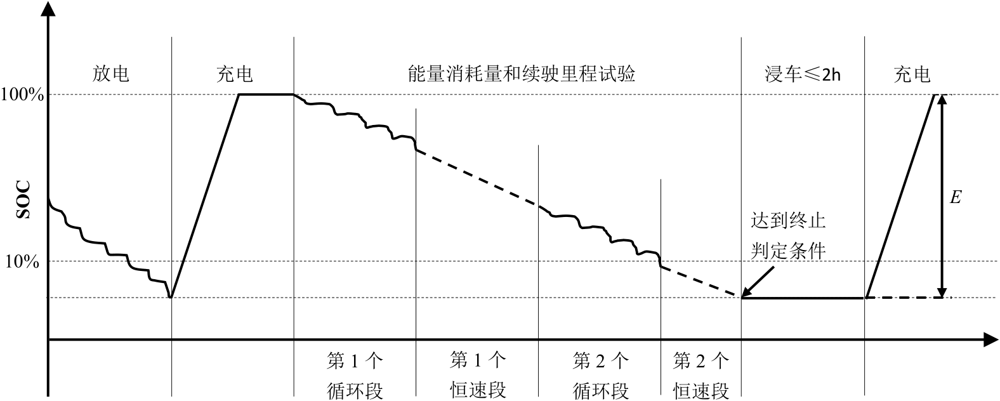 放电
充电
能量消耗量和续驶里程试验
浸车≤2h
充电
100%
SOC
E
达到终止
判定条件
10%
第1个
循环段
第1个
恒速段
第2个
循环段
第2个
恒速段